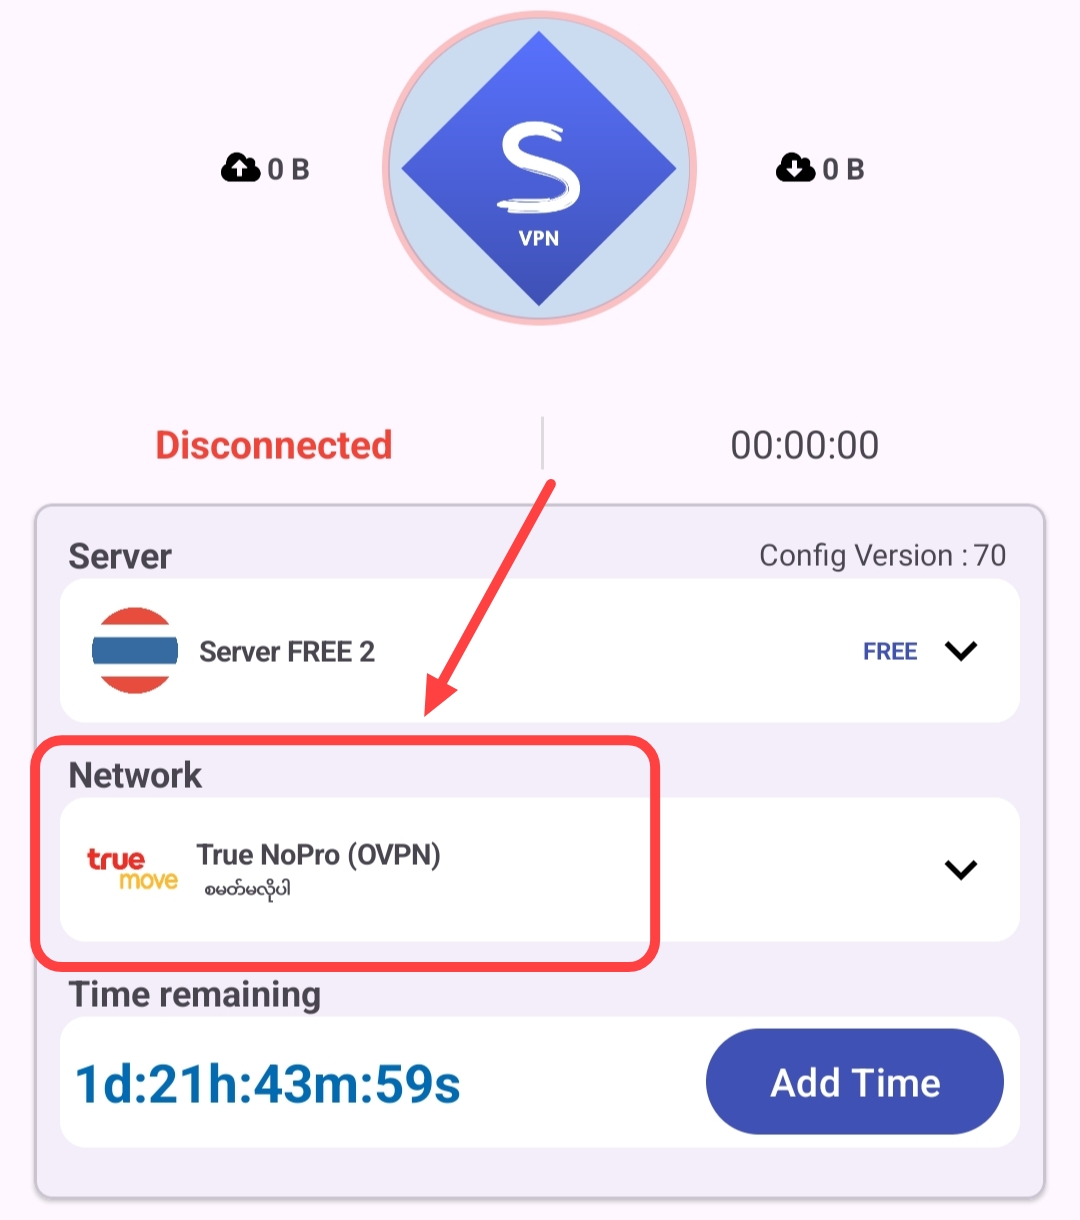 0 B
S
VPN
0 B
Disconnected
00:00:00
Server
Config Version : 70
Server FREE 2
FREE
Network
true
move
True NoPro (OVPN)
စမတ်မလိုပါ
Time remaining
1d:21h:43m:59s
Add Time